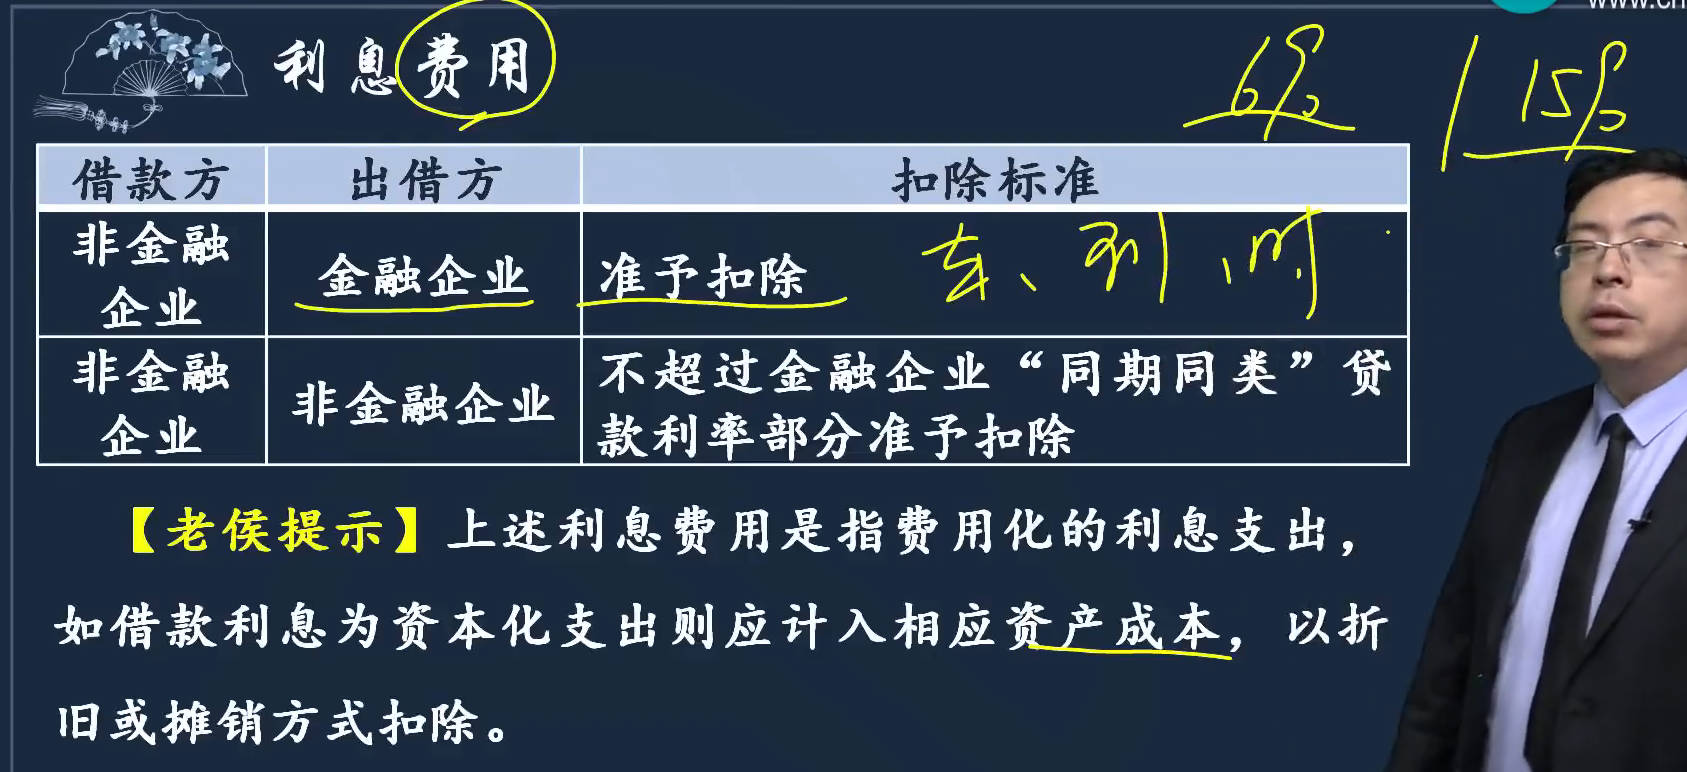 www.cn
利息费用
6%
15%
借款方 出借方 扣除标准
非金融
企业
金融企业
准予扣除
本、利
非金融
企业
非金融企业
不超过金融企业“同期同类”贷
款利率部分准予扣除
【老侯提示】上述利息费用是指费用化的利息支出，
如借款利息为资本化支出则应计入相应资产成本，以折
旧或摊销方式扣除。